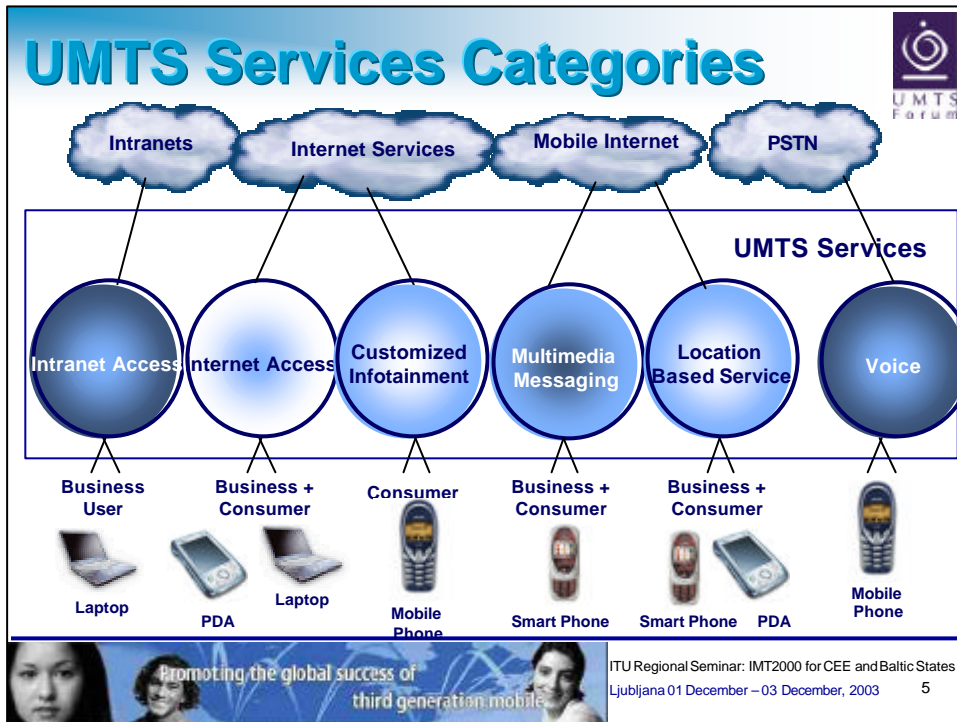 UMTS Services Categories
UMTS
Forum
Intranets
Internet Services
Mobile Internet
PSTN
UMTS Services
Intranet Access
Internet Access
Customized
Infotainment
Multimedia
Messaging
Location
Based Service
Voice
Business
User
Business +
Consumer
Consumer
Business +
Consumer
Business +
Consumer
Laptop
PDA
Laptop
Mobile
Phone
Smart Phone
Smart Phone
PDA
Mobile
Phone
Promoting the global success of
third generation mobile
ITU Regional Seminar: IMT2000 for CEE and Baltic States
Ljubljana 01 December – 03 December, 2003
5